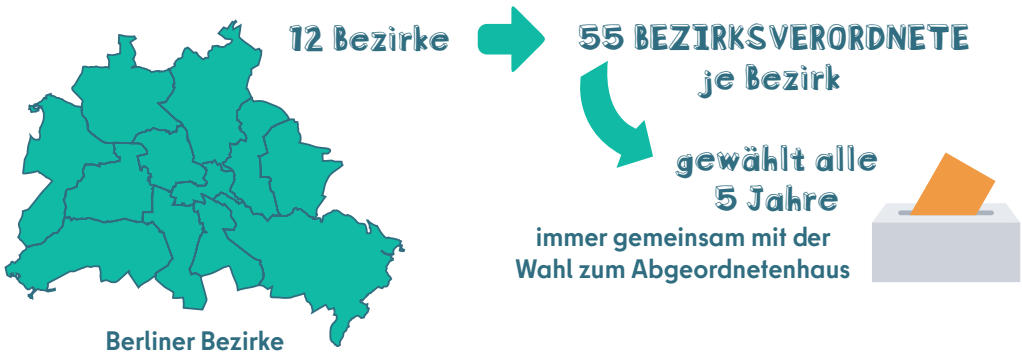 12 Bezirke
55 BEZIRKSVERORDNETE
je Bezirk
gewählt alle
5 Jahre
immer gemeinsam mit der
Wahl zum Abgeordnetenhaus
Berliner Bezirke